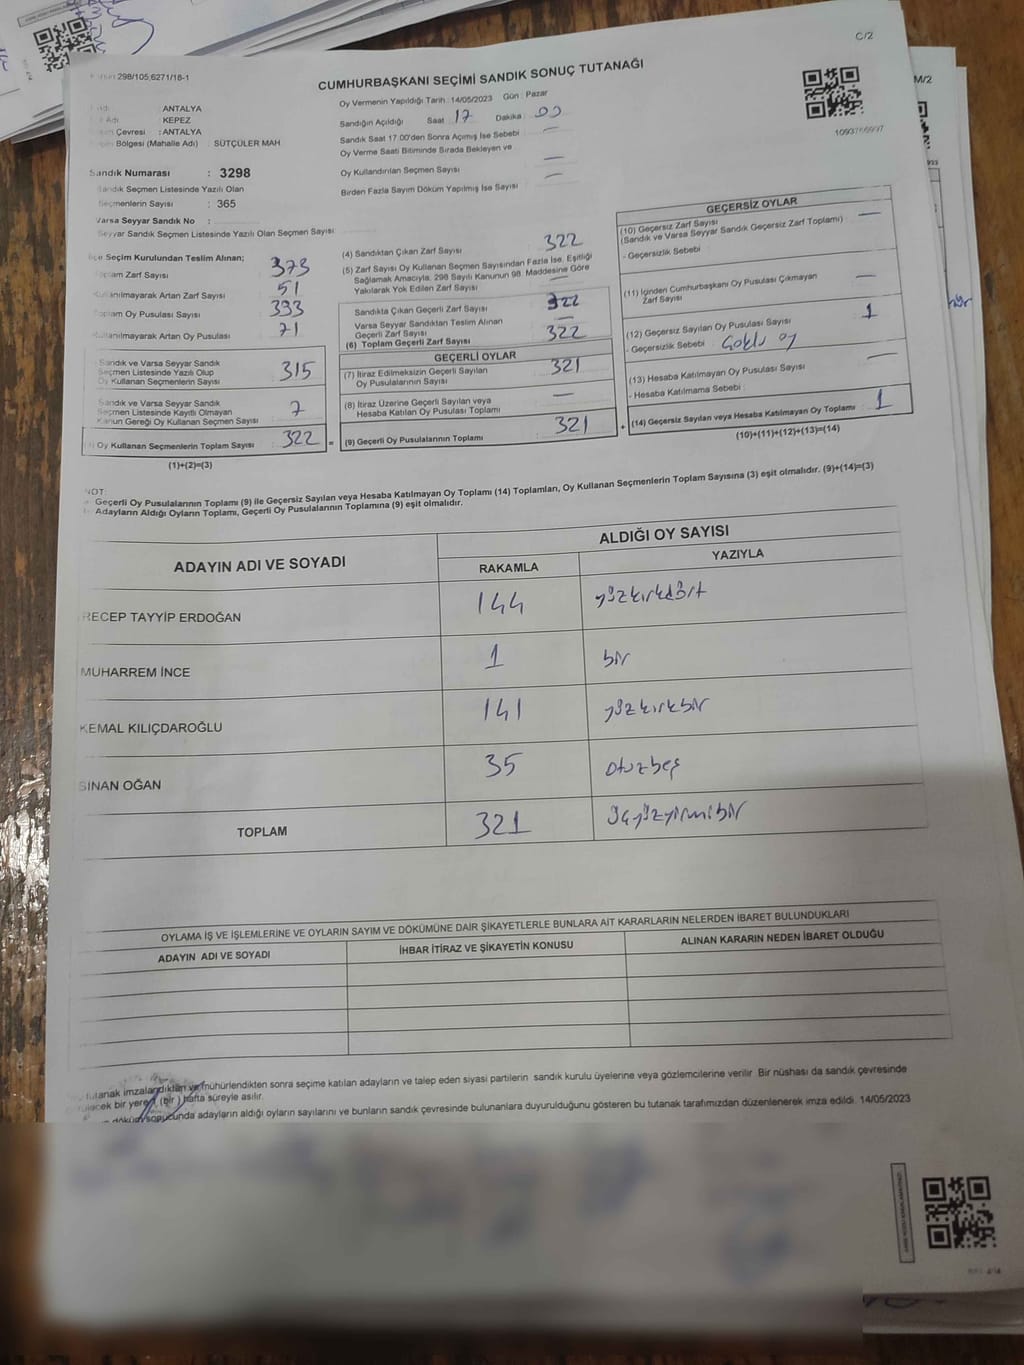 C/2
298/105;6271/18-1
CUMHURBAŞKANI SEÇİMİ SANDIK SONUÇ TUTANAĞI
Oy Vermenin Yapıldığı Tarih : 14/05/2023 Gün : Pazar
: ANTALYA
Adı : KEPEZ
Çevresi : ANTALYA
Bölgesi (Mahalle Adı) : SÜTÇÜLER MAH
Sandığın Açıldığı Saat 17 Dakika 00
Sandık Saat 17.00'den Sonra Açımış İse Sebebi —
Oy Verme Saati Bitiminde Sırada Bekleyen ve
Oy Kullandırılan Seçmen Sayısı —
Birden Fazla Sayım Döküm Yapılmış İse Sayısı —
1093766997
Sandık Numarası : 3298
Sandık Seçmen Listesinde Yazılı Olan
Seçmenlerin Sayısı : 365
Varsa Seyyar Sandık No :
Seyyar Sandık Seçmen Listesinde Yazılı Olan Seçmen Sayısı
İlçe Seçim Kurulundan Teslim Alınan;
Toplam Zarf Sayısı 373
Kullanılmayarak Artan Zarf Sayısı 51
Toplam Oy Pusulası Sayısı 393
Kullanılmayarak Artan Oy Pusulası 71
Sandık ve Varsa Seyyar Sandık
Seçmen Listesinde Yazılı Olup
Oy Kullanan Seçmenlerin Sayısı 315
Sandık ve Varsa Seyyar Sandık
Seçmen Listesinde Kayıtlı Olmayan
Kanun Gereği Oy Kullanan Seçmen Sayısı 7
Oy Kullanan Seçmenlerin Toplam Sayısı : 322 =
(1)+(2)=(3)
(4) Sandıktan Çıkan Zarf Sayısı 322
(5) Zarf Sayısı Oy Kullanan Seçmen Sayısından Fazla İse, Eşitliği
Sağlamak Amacıyla, 298 Sayılı Kanunun 98. Maddesine Göre
Yakılarak Yok Edilen Zarf Sayısı —
Sandıkta Çıkan Geçerli Zarf Sayısı 322
Varsa Seyyar Sandıktan Teslim Alınan
Geçerli Zarf Sayısı —
(6) Toplam Geçerli Zarf Sayısı 322
GEÇERLİ OYLAR
(7) İtiraz Edilmeksizin Geçerli Sayılan
Oy Pusulalarının Sayısı 321
(8) İtiraz Üzerine Geçerli Sayılan veya
Hesaba Katılan Oy Pusulası Toplamı —
(9) Geçerli Oy Pusulalarının Toplamı : 321 +
GEÇERSİZ OYLAR
(10) Geçersiz Zarf Sayısı
(Sandık ve Varsa Seyyar Sandık Geçersiz Zarf Toplamı) —
- Geçersizlik Sebebi
(11) İçinden Cumhurbaşkanı Oy Pusulası Çıkmayan
Zarf Sayısı —
(12) Geçersiz Sayılan Oy Pusulası Sayısı 1
- Geçersizlik Sebebi Çoklu oy
(13) Hesaba Katılmayan Oy Pusulası Sayısı —
- Hesaba Katılmama Sebebi :
(14) Geçersiz Sayılan veya Hesaba Katılmayan Oy Toplamı : 1
(10)+(11)+(12)+(13)=(14)
NOT:
Geçerli Oy Pusulalarının Toplamı (9) ile Geçersiz Sayılan veya Hesaba Katılmayan Oy Toplamı (14) Toplamları, Oy Kullanan Seçmenlerin Toplam Sayısına (3) eşit olmalıdır. (9)+(14)=(3)
Adayların Aldığı Oyların Toplamı, Geçerli Oy Pusulalarının Toplamına (9) eşit olmalıdır.
ADAYIN ADI VE SOYADI ALDIĞI OY SAYISI
RAKAMLA YAZIYLA
RECEP TAYYİP ERDOĞAN 144 yüzkırkdört
MUHARREM İNCE 1 bir
KEMAL KILIÇDAROĞLU 141 yüzkırkbir
SİNAN OĞAN 35 otuzbeş
TOPLAM 321 üçyüzyirmibir
OYLAMA İŞ VE İŞLEMLERİNE VE OYLARIN SAYIM VE DÖKÜMÜNE DAİR ŞİKAYETLERLE BUNLARA AİT KARARLARIN NELERDEN İBARET BULUNDUKLARI
ADAYIN ADI VE SOYADI İHBAR İTİRAZ VE ŞİKAYETİN KONUSU ALINAN KARARIN NEDEN İBARET OLDUĞU
tutanak imzalandıktan ve mühürlendikten sonra seçime katılan adayların ve talep eden siyasi partilerin sandık kurulu üyelerine veya gözlemcilerine verilir Bir nüshası da sandık çevresinde
bir yere (bir) hafta süreyle asılır.
döküm sonucunda adayların aldığı oyların sayılarını ve bunların sandık çevresinde bulunanlara duyurulduğunu gösteren bu tutanak tarafımızdan düzenlenerek imza edildi. 14/05/2023
M/2